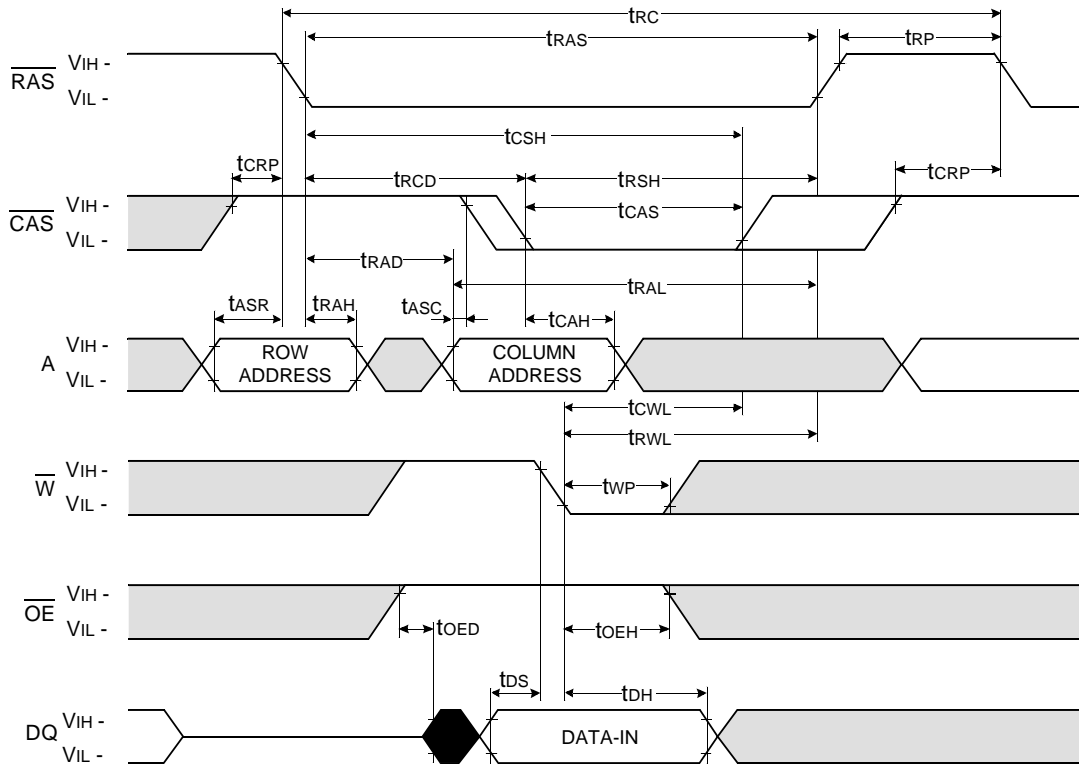 tRC
tRAS
tRP
RAS
VIH -
VIL -
tCSH
tCRP
tRCD
tRSH
tCRP
CAS
VIH -
VIL -
tCAS
tRAD
tRAL
tASR
tRAH
tASC
tCAH
A
VIH -
VIL -
ROW
ADDRESS
COLUMN
ADDRESS
tCWL
tRWL
W
VIH -
VIL -
tWP
OE
VIH -
VIL -
tOED
tOEH
tDS
tDH
DQ
VIH -
VIL -
DATA-IN